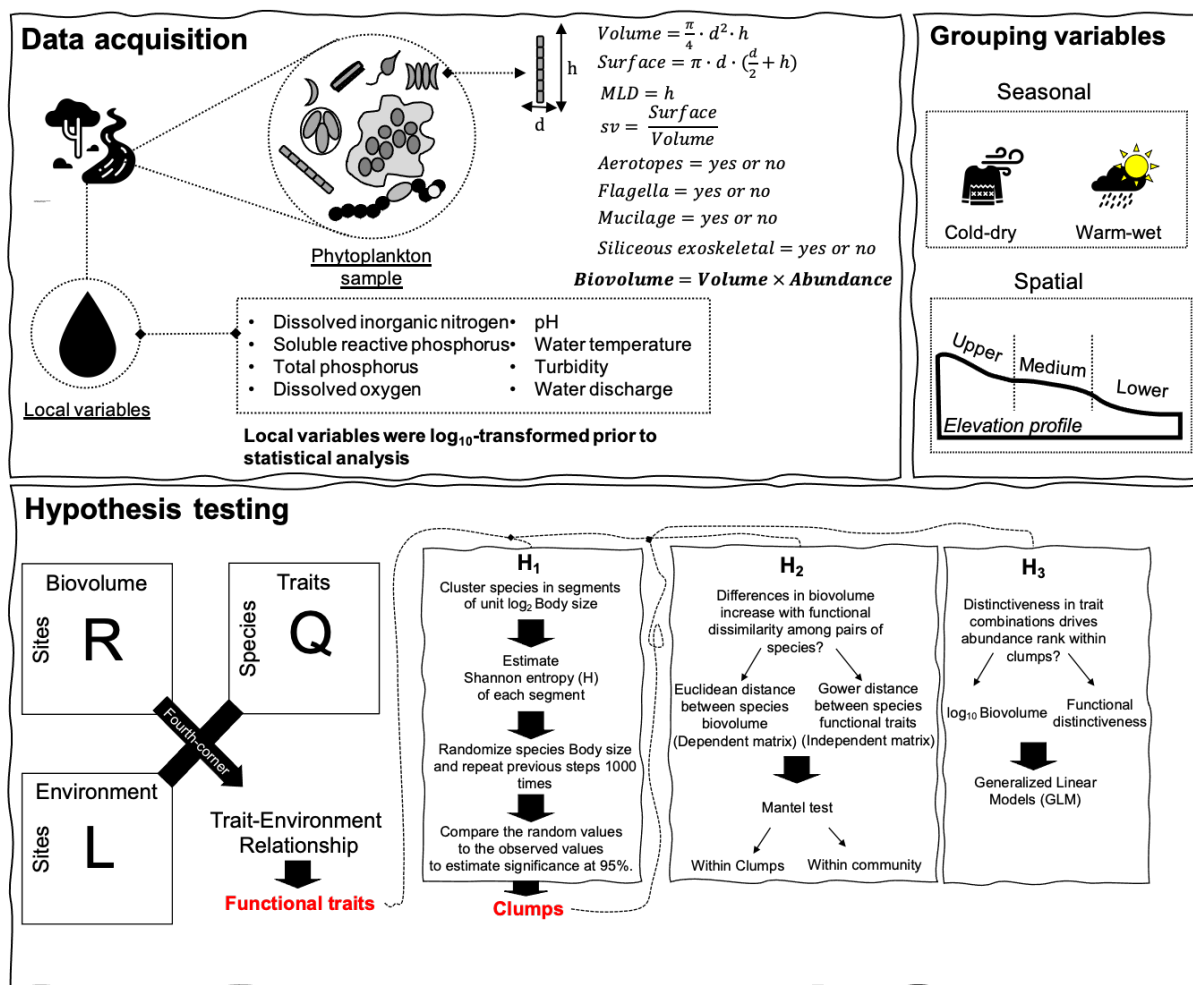 Data acquisition
Volume = π/4 · d² · h
Surface = π · d · (d/2 + h)
MLD = h
sv = Surface/Volume
Aerotopes = yes or no
Flagella = yes or no
Mucilage = yes or no
Siliceous exoskeletal = yes or no
Biovolume = Volume × Abundance
h
d
Phytoplankton
sample
Local variables
• Dissolved inorganic nitrogen
• Soluble reactive phosphorus
• Total phosphorus
• Dissolved oxygen
• pH
• Water temperature
• Turbidity
• Water discharge
Local variables were log₁₀-transformed prior to
statistical analysis
Grouping variables
Seasonal
Cold-dry
Warm-wet
Spatial
Upper
Medium
Lower
Elevation profile
Hypothesis testing
Biovolume
Sites
R
Traits
Species
Q
Fourth-corner
Environment
Sites
L
Trait-Environment
Relationship
Functional traits
H₁
Cluster species in segments
of unit log₂ Body size
Estimate
Shannon entropy (H)
of each segment
Randomize species Body size
and repeat previous steps 1000
times
Compare the random values
to the observed values
to estimate significance at 95%.
Clumps
H₂
Differences in biovolume
increase with functional
dissimilarity among pairs of
species?
Euclidean distance
between species
biovolume
(Dependent matrix)
Gower distance
between species
functional traits
(Independent matrix)
Mantel test
Within Clumps
Within community
H₃
Distinctiveness in trait
combinations drives
abundance rank within
clumps?
log₁₀ Biovolume
Functional
distinctiveness
Generalized Linear
Models (GLM)